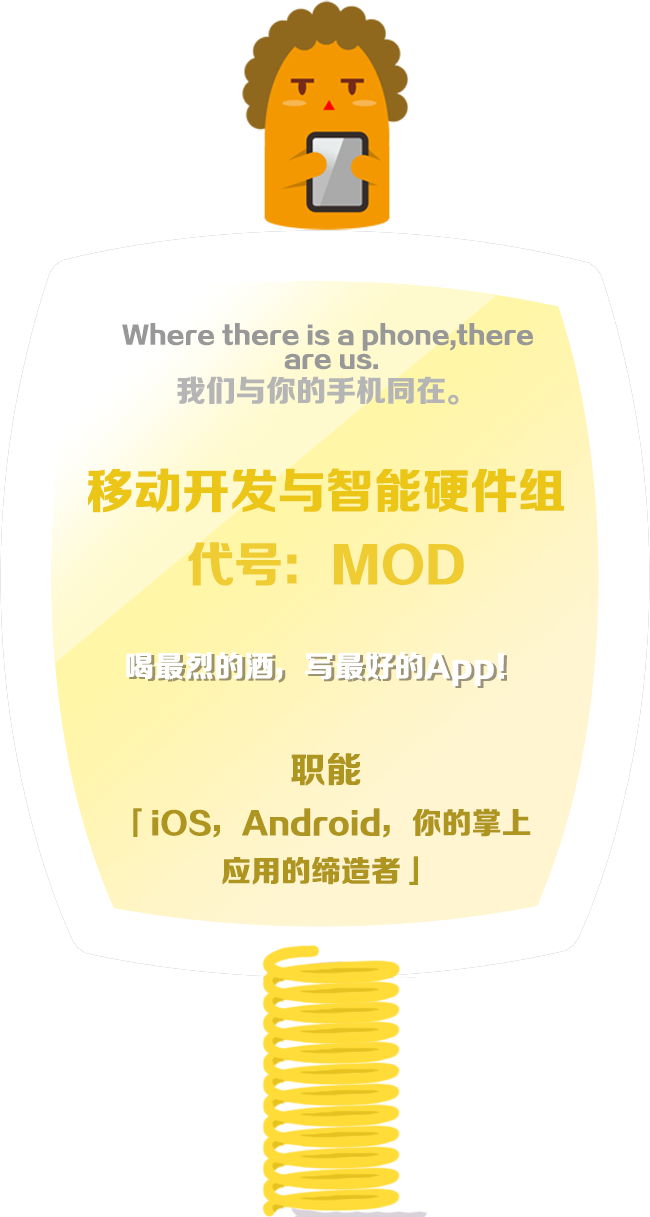 Where there is a phone,there
are us.
我们与你的手机同在。
移动开发与智能硬件组
代号：MOD
喝最烈的酒，写最好的App！
职能
「iOS，Android，你的掌上
应用的缔造者」